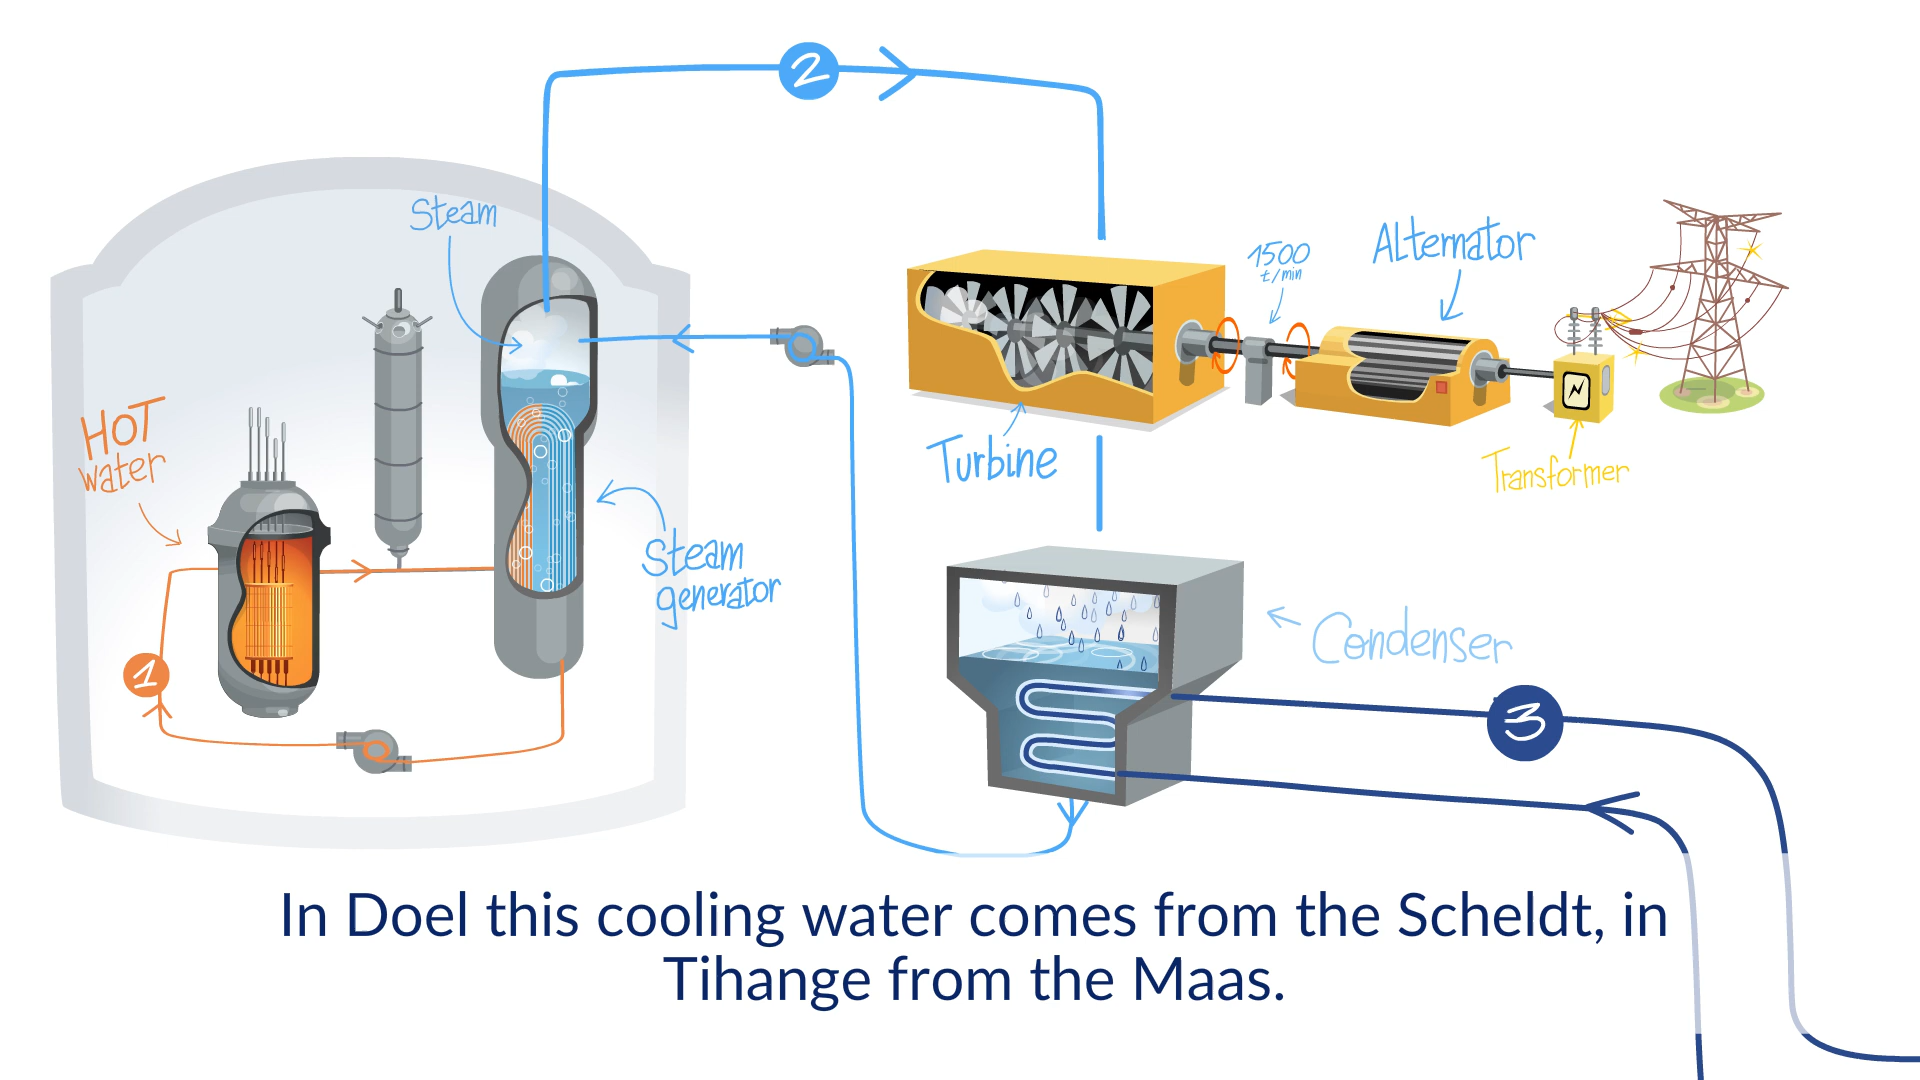 2
Steam
1500
t/min
Alternator
HOT
water
Turbine
Transformer
Steam
generator
Condenser
1
3
In Doel this cooling water comes from the Scheldt, in
Tihange from the Maas.